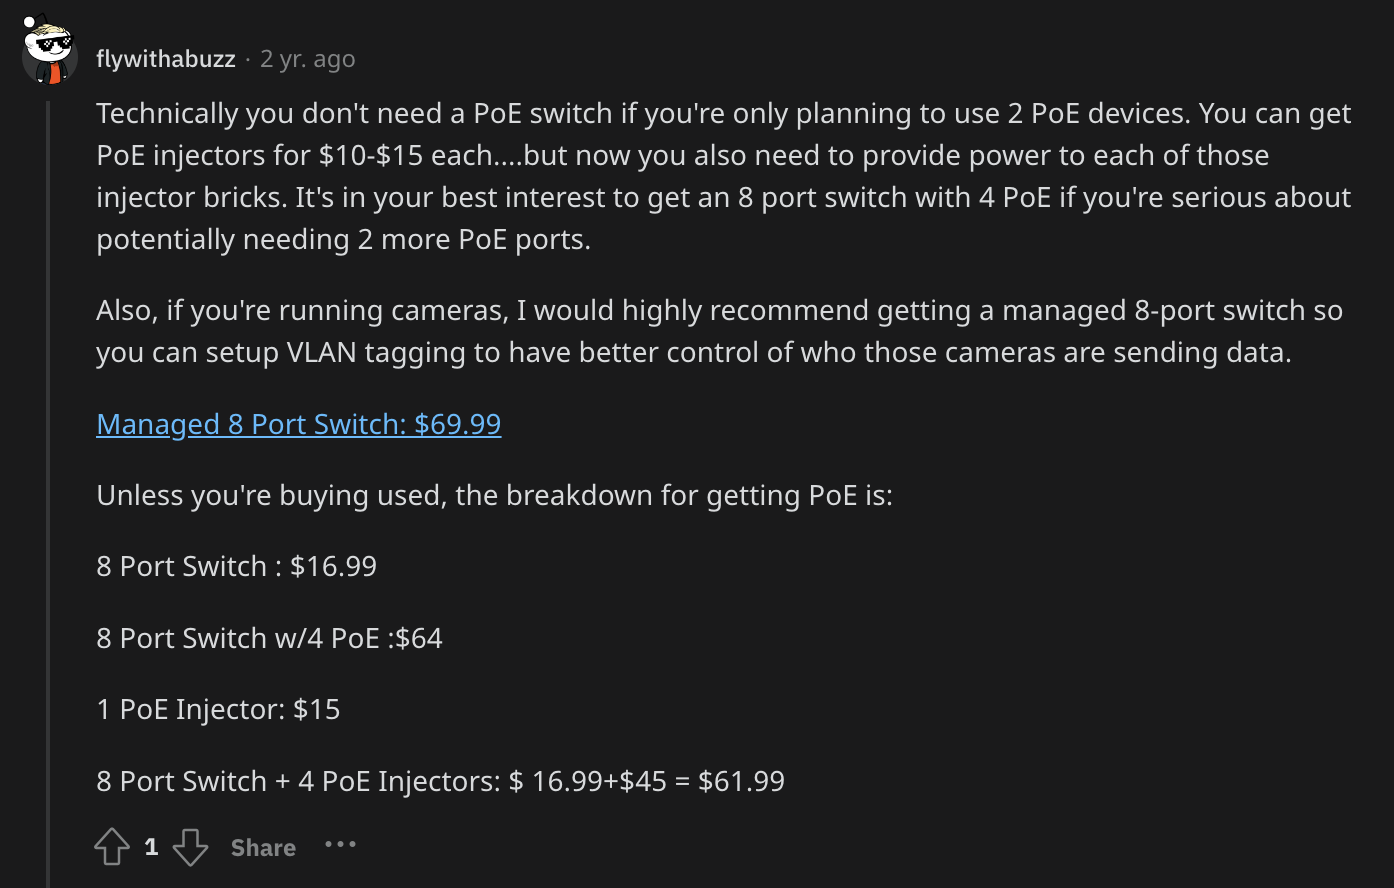 flywithabuzz · 2 yr. ago
Technically you don't need a PoE switch if you're only planning to use 2 PoE devices. You can get
PoE injectors for $10-$15 each....but now you also need to provide power to each of those
injector bricks. It's in your best interest to get an 8 port switch with 4 PoE if you're serious about
potentially needing 2 more PoE ports.
Also, if you're running cameras, I would highly recommend getting a managed 8-port switch so
you can setup VLAN tagging to have better control of who those cameras are sending data.
Managed 8 Port Switch: $69.99
Unless you're buying used, the breakdown for getting PoE is:
8 Port Switch : $16.99
8 Port Switch w/4 PoE :$64
1 PoE Injector: $15
8 Port Switch + 4 PoE Injectors: $ 16.99+$45 = $61.99
1 Share ...